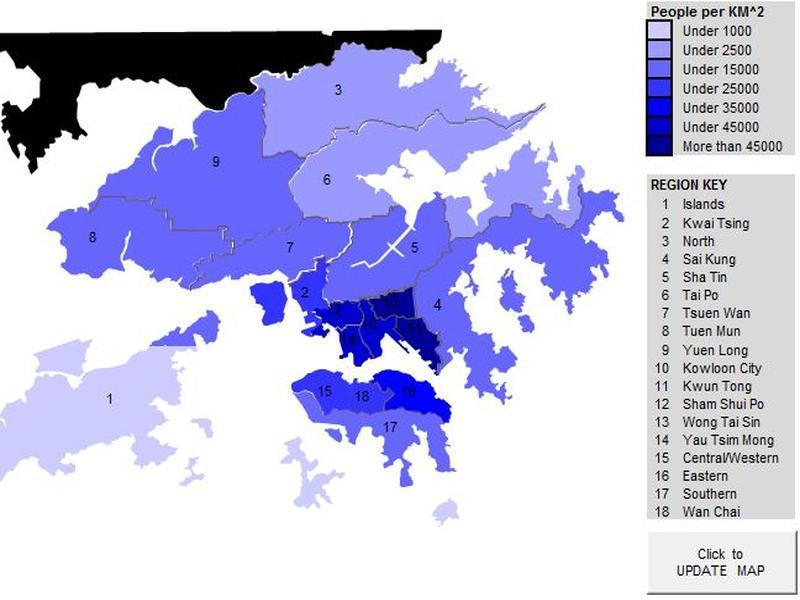 People per KM^2
Under 1000
Under 2500
Under 15000
Under 25000
Under 35000
Under 45000
More than 45000
3
9
6
8
7
5
2
4
13
12
10
11
14
1
15
18
16
17
REGION KEY
1 Islands
2 Kwai Tsing
3 North
4 Sai Kung
5 Sha Tin
6 Tai Po
7 Tsuen Wan
8 Tuen Mun
9 Yuen Long
10 Kowloon City
11 Kwun Tong
12 Sham Shui Po
13 Wong Tai Sin
14 Yau Tsim Mong
15 Central/Western
16 Eastern
17 Southern
18 Wan Chai
Click to
UPDATE MAP